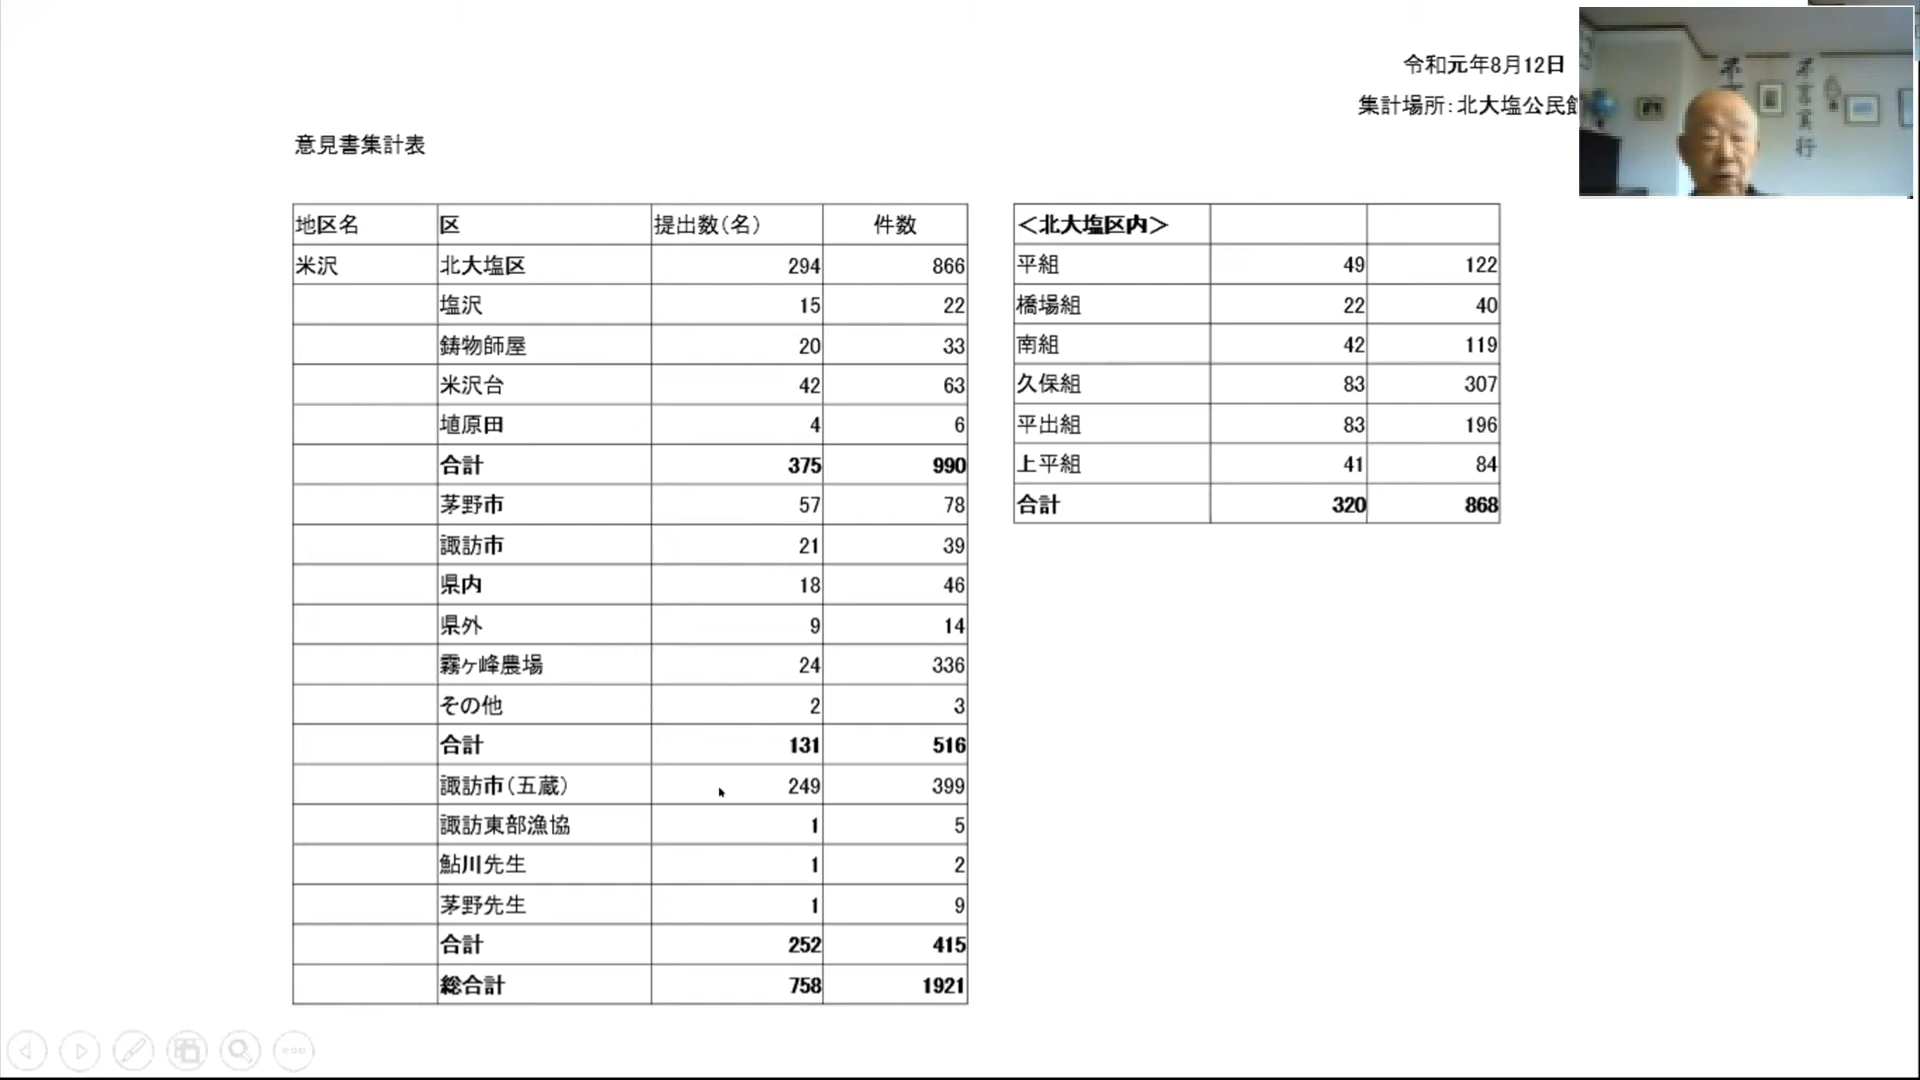 令和元年8月12日
集計場所：北大塩公民館
意見書集計表
地区名 区 提出数（名） 件数
米沢 北大塩区 294 866
塩沢 15 22
鋳物師屋 20 33
米沢台 42 63
埴原田 4 6
合計 375 990
茅野市 57 78
諏訪市 21 39
県内 18 46
県外 9 14
霧ヶ峰農場 24 336
その他 2 3
合計 131 516
諏訪市（五蔵） 249 399
諏訪東部漁協 1 5
鮎川先生 1 2
茅野先生 1 9
合計 252 415
総合計 758 1921
＜北大塩区内＞
平組 49 122
橋場組 22 40
南組 42 119
久保組 83 307
平出組 83 196
上平組 41 84
合計 320 868
不
不言実行